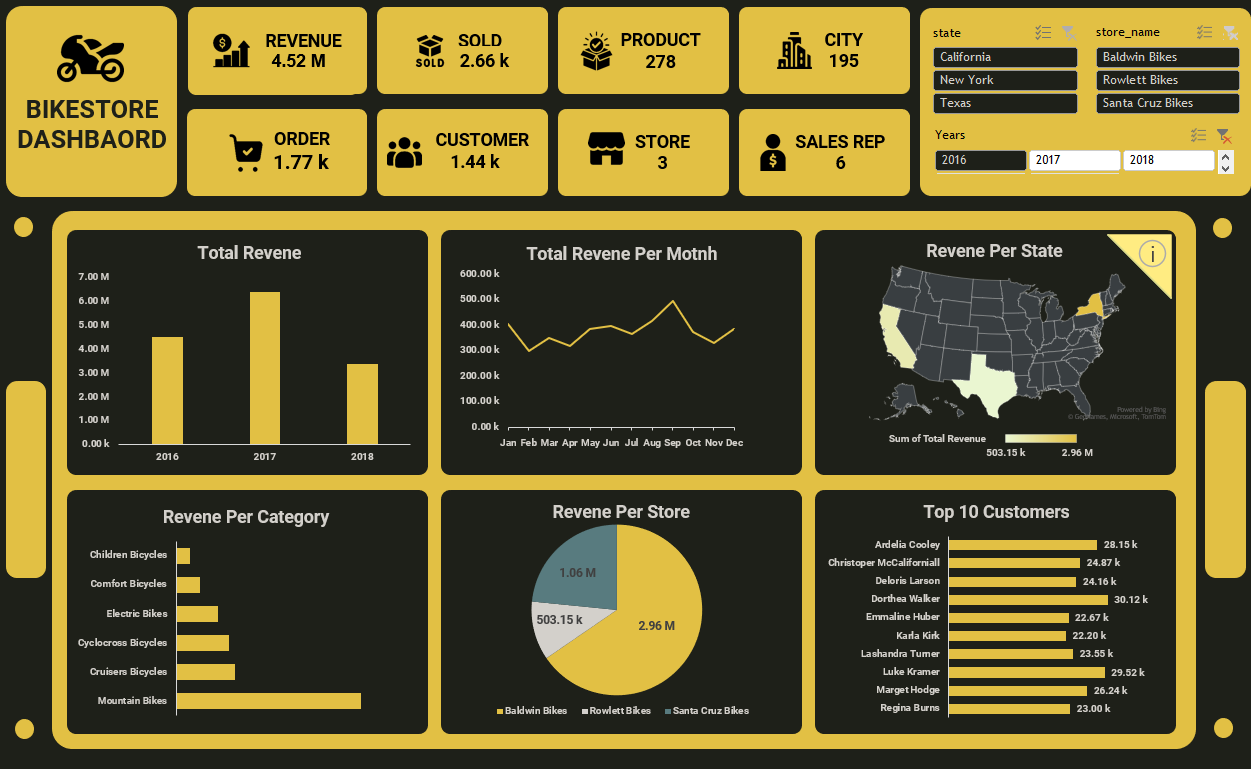 BIKESTORE
DASHBAORD
REVENUE
4.52 M
SOLD
SOLD
2.66 k
PRODUCT
278
CITY
195
ORDER
1.77 k
CUSTOMER
1.44 k
STORE
3
SALES REP
6
state
California
New York
Texas
store_name
Baldwin Bikes
Rowlett Bikes
Santa Cruz Bikes
Years
2016 2017 2018
Total Revene
7.00 M
6.00 M
5.00 M
4.00 M
3.00 M
2.00 M
1.00 M
0.00 k
2016 2017 2018
Total Revene Per Motnh
600.00 k
500.00 k
400.00 k
300.00 k
200.00 k
100.00 k
0.00 k
Jan Feb Mar Apr May Jun Jul Aug Sep Oct Nov Dec
Revene Per State
i
Powered by Bing
© GeoNames, Microsoft, TomTom
Sum of Total Revenue
503.15 k 2.96 M
Revene Per Category
Children Bicycles
Comfort Bicycles
Electric Bikes
Cyclocross Bicycles
Cruisers Bicycles
Mountain Bikes
Revene Per Store
1.06 M
503.15 k
2.96 M
Baldwin Bikes Rowlett Bikes Santa Cruz Bikes
Top 10 Customers
Ardelia Cooley 28.15 k
Christoper McCaliforniall 24.87 k
Deloris Larson 24.16 k
Dorthea Walker 30.12 k
Emmaline Huber 22.67 k
Karla Kirk 22.20 k
Lashandra Turner 23.55 k
Luke Kramer 29.52 k
Marget Hodge 26.24 k
Regina Burns 23.00 k